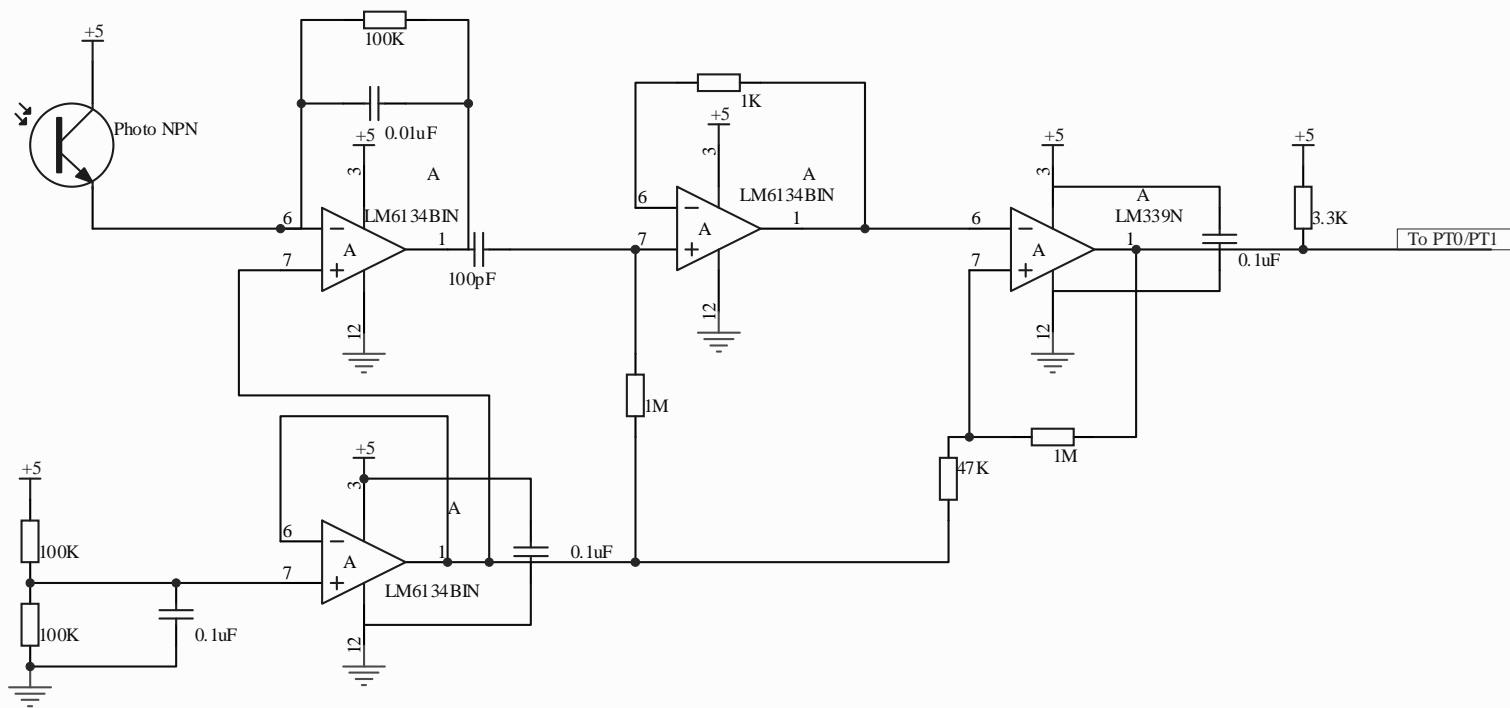 +5
100K
Photo NPN
0.01uF
+5
3
A
LM6134BIN
6
A
7
1
12
100pF
1K
+5
3
A
LM6134BIN
6
A
7
1
12
+5
3
A
LM339N
6
A
7
1
12
0.1uF
+5
3.3K
To PT0/PT1
1M
1M
47K
+5
100K
100K
0.1uF
+5
3
A
6
A
7
1
LM6134BIN
12
0.1uF